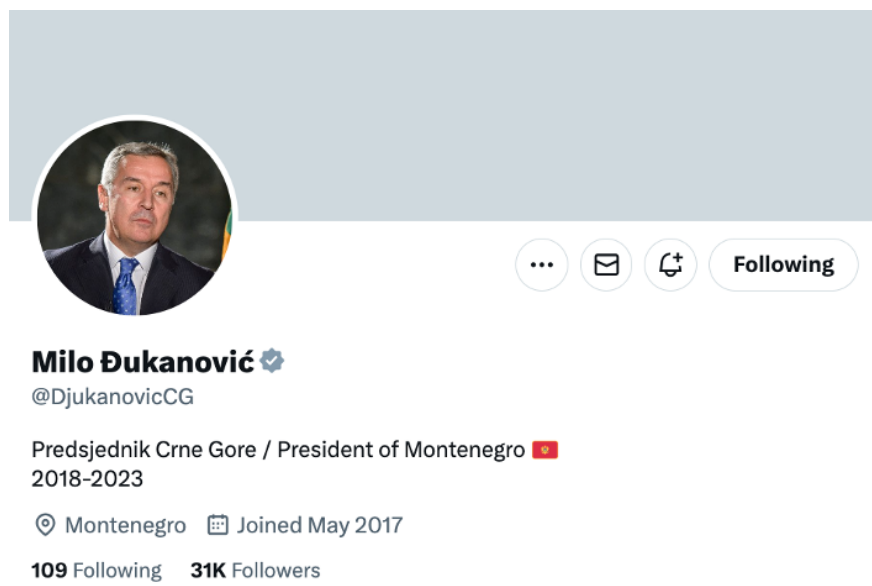 Following
Milo Đukanović
@DjukanovicCG
Predsjednik Crne Gore / President of Montenegro 🇲🇪
2018-2023
Montenegro Joined May 2017
109 Following 31K Followers